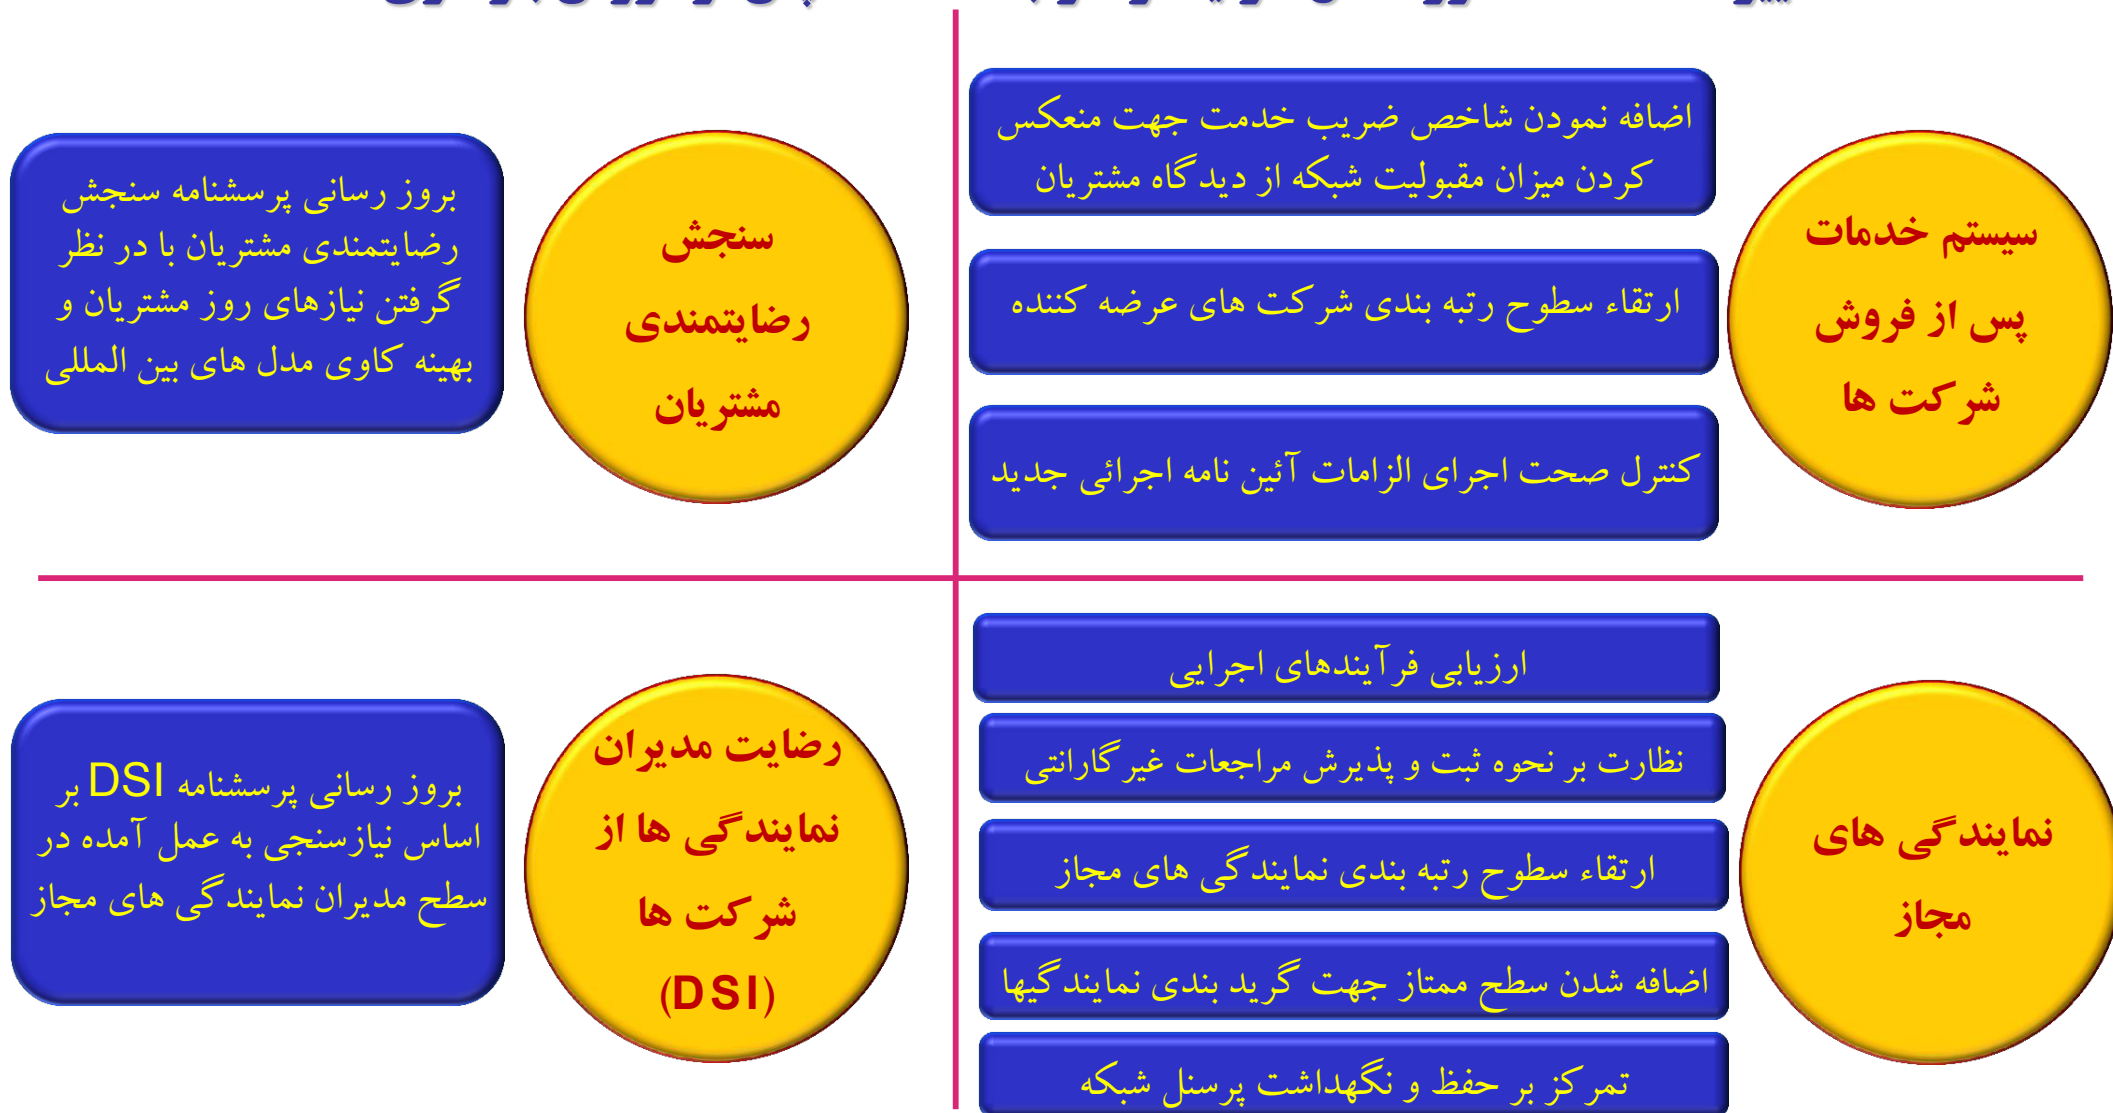 سیستم خدمات
پس از فروش
شرکت ها
اضافه نمودن شاخص ضریب خدمت جهت منعکس
کردن میزان مقبولیت شبکه از دیدگاه مشتریان
ارتقاء سطوح رتبه بندی شرکت های عرضه کننده
کنترل صحت اجرای الزامات آئین نامه اجرائی جدید
سنجش
رضایتمندی
مشتریان
بروز رسانی پرسشنامه سنجش
رضایتمندی مشتریان با در نظر
گرفتن نیازهای روز مشتریان و
بهینه کاوی مدل های بین المللی
نمایندگی های
مجاز
ارزیابی فرآیندهای اجرایی
نظارت بر نحوه ثبت و پذیرش مراجعات غیرگارانتی
ارتقاء سطوح رتبه بندی نمایندگی های مجاز
اضافه شدن سطح ممتاز جهت گرید بندی نمایندگیها
تمرکز بر حفظ و نگهداشت پرسنل شبکه
رضایت مدیران
نمایندگی ها از
شرکت ها
(DSI)
بروز رسانی پرسشنامه DSI بر
اساس نیازسنجی به عمل آمده در
سطح مدیران نمایندگی های مجاز